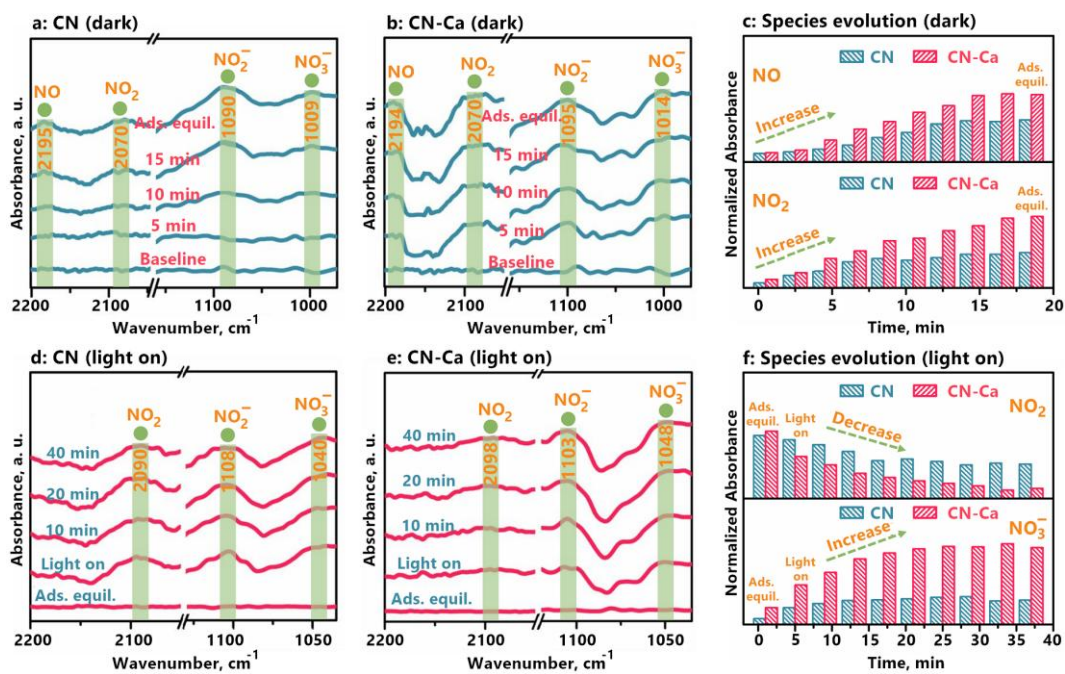 a: CN (dark)
NO
NO2
NO2−
NO3−
2195
2070
1090
1009
Ads. equil.
15 min
10 min
5 min
Baseline
Absorbance, a. u.
2200
2100
1100
1000
Wavenumber, cm-1
b: CN-Ca (dark)
NO
NO2
NO2−
NO3−
2194
2070
1095
1014
Ads. equil.
15 min
10 min
5 min
Baseline
Absorbance, a. u.
2200
2100
1100
1000
Wavenumber, cm-1
c: Species evolution (dark)
CN
CN-Ca
NO
Ads.
equil.
Increase
NO2
Ads.
equil.
Increase
Normalized Absorbance
0
5
10
15
20
Time, min
d: CN (light on)
NO2
NO2−
NO3−
2090
1108
1040
40 min
20 min
10 min
Light on
Ads. equil.
Absorbance, a. u.
2200
2100
1100
1050
Wavenumber, cm-1
e: CN-Ca (light on)
NO2
NO2−
NO3−
2098
21103
1048
40 min
20 min
10 min
Light on
Ads. equil.
Absorbance, a. u.
2200
2100
1100
1050
Wavenumber, cm-1
f: Species evolution (light on)
CN
CN-Ca
NO2
Ads.
equil.
Light
on
Decrease
CN
CN-Ca
NO3−
Ads.
equil.
Light
on
Increase
Normalized Absorbance
0
5
10
15
20
25
30
35
40
Time, min